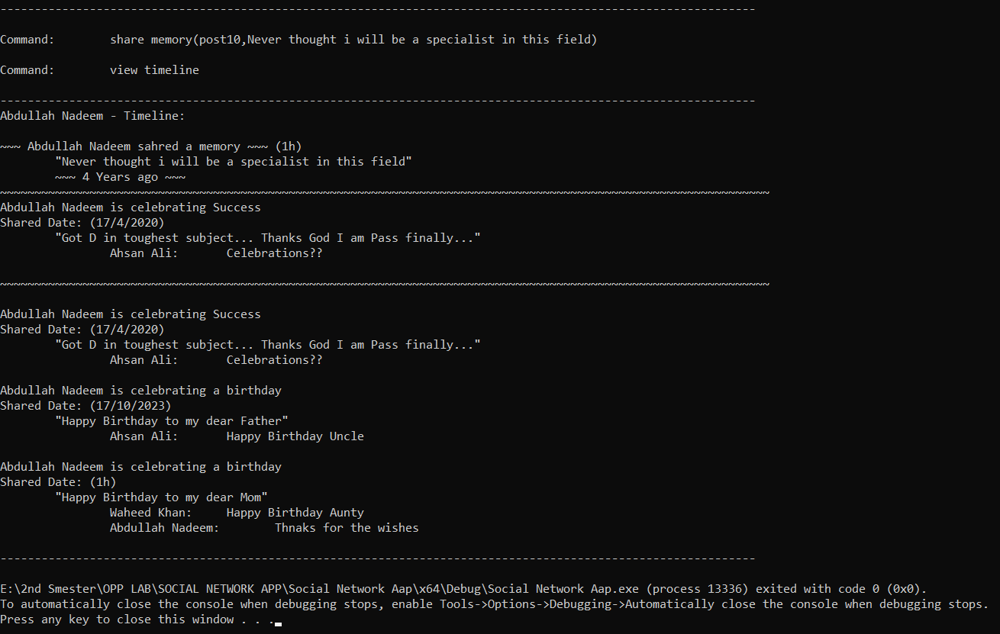 --------------------------------------------------------------------------------------------------------------
Command:        share memory(post10,Never thought i will be a specialist in this field)
Command:        view timeline
--------------------------------------------------------------------------------------------------------------
Abdullah Nadeem - Timeline:
~~~ Abdullah Nadeem sahred a memory ~~~ (1h)
        "Never thought i will be a specialist in this field"
        ~~~ 4 Years ago ~~~
~~~~~~~~~~~~~~~~~~~~~~~~~~~~~~~~~~~~~~~~~~~~~~~~~~~~~~~~~~~~~~~~~~~~~~~~~~~~~~~~~~~~~~~~~~~~~~~~~~~~~~~~~~~~~~~~
Abdullah Nadeem is celebrating Success
Shared Date: (17/4/2020)
        "Got D in toughest subject... Thanks God I am Pass finally..."
                Ahsan Ali:       Celebrations??
~~~~~~~~~~~~~~~~~~~~~~~~~~~~~~~~~~~~~~~~~~~~~~~~~~~~~~~~~~~~~~~~~~~~~~~~~~~~~~~~~~~~~~~~~~~~~~~~~~~~~~~~~~~~~~~~
Abdullah Nadeem is celebrating Success
Shared Date: (17/4/2020)
        "Got D in toughest subject... Thanks God I am Pass finally..."
                Ahsan Ali:       Celebrations??
Abdullah Nadeem is celebrating a birthday
Shared Date: (17/10/2023)
        "Happy Birthday to my dear Father"
                Ahsan Ali:       Happy Birthday Uncle
Abdullah Nadeem is celebrating a birthday
Shared Date: (1h)
        "Happy Birthday to my dear Mom"
                Waheed Khan:     Happy Birthday Aunty
                Abdullah Nadeem:        Thnaks for the wishes
--------------------------------------------------------------------------------------------------------------
E:\2nd Smester\OPP LAB\SOCIAL NETWORK APP\Social Network Aap\x64\Debug\Social Network Aap.exe (process 13336) exited with code 0 (0x0).
To automatically close the console when debugging stops, enable Tools->Options->Debugging->Automatically close the console when debugging stops.
Press any key to close this window . . .